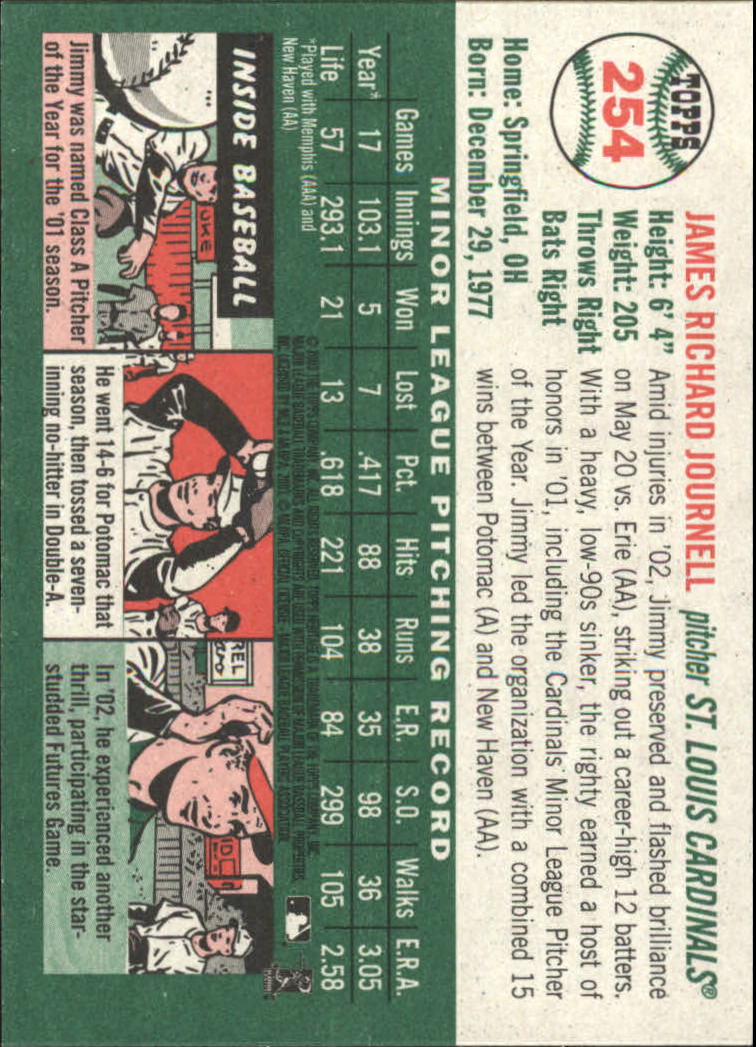 TOPPS
254
JAMES RICHARD JOURNELL pitcher ST. LOUIS CARDINALS®
Height: 6' 4"
Weight: 205
Throws Right
Bats Right
Home: Springfield, OH
Born: December 29, 1977
Amid injuries in '02, Jimmy preserved and flashed brilliance
on May 20 vs. Erie (AA), striking out a career-high 12 batters.
With a heavy, low-90s sinker, the righty earned a host of
honors in '01, including the Cardinals' Minor League Pitcher
of the Year. Jimmy led the organization with a combined 15
wins between Potomac (A) and New Haven (AA).
MINOR LEAGUE PITCHING RECORD
Games Innings Won Lost Pct. Hits Runs E.R. S.O. Walks E.R.A.
Year* 17 103.1 5 7 .417 88 38 35 98 36 3.05
Life 57 293.1 21 13 .618 221 104 84 299 105 2.58
*Played with Memphis (AAA) and
New Haven (AA)
INSIDE BASEBALL
Jimmy was named Class A Pitcher
of the Year for the '01 season.
He went 14-6 for Potomac that
season, then tossed a seven-
inning no-hitter in Double-A.
In '02, he experienced another
thrill, participating in the star-
studded Futures Game.